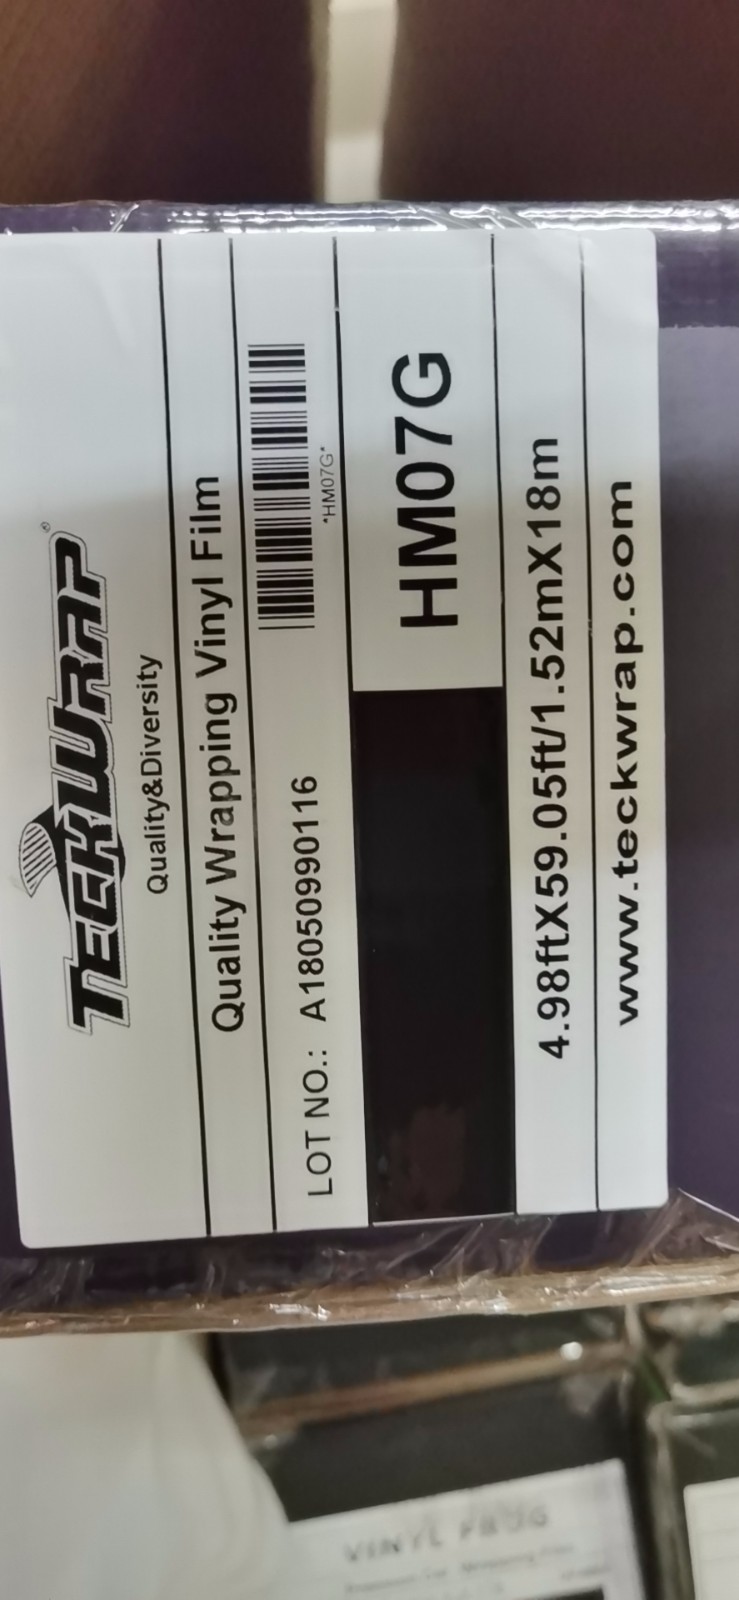 TECKWRAP®
Quality&Diversity
Quality Wrapping Vinyl Film
LOT NO.: A18050990116
*HM07G*
HM07G
4.98ftX59.05ft/1.52mX18m
www.teckwrap.com
VINYL FROG